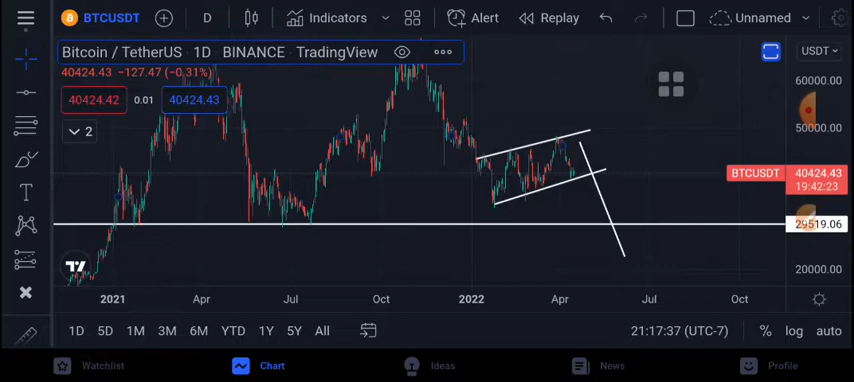 BTCUSDT D Indicators Alert Replay Unnamed
Bitcoin / TetherUS · 1D · BINANCE · TradingView
USDT
40424.43 −127.47 (−0.31%)
60000.00
40424.42 0.01 40424.43
2
50000.00
BTCUSDT 40424.43
19:42:23
29519.06
20000.00
2021 Apr Jul Oct 2022 Apr Jul Oct
1D 5D 1M 3M 6M YTD 1Y 5Y All 21:17:37 (UTC-7) % log auto
Watchlist Chart Ideas News Profile